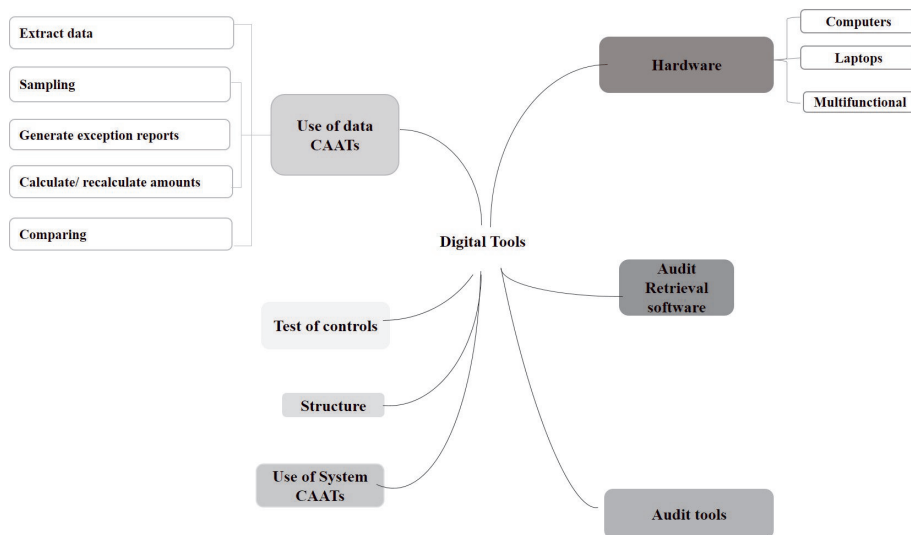 Extract data
Sampling
Generate exception reports
Calculate/ recalculate amounts
Comparing
Use of data
CAATs
Hardware
Computers
Laptops
Multifunctional
Digital Tools
Test of controls
Structure
Use of System
CAATs
Audit
Retrieval
software
Audit tools